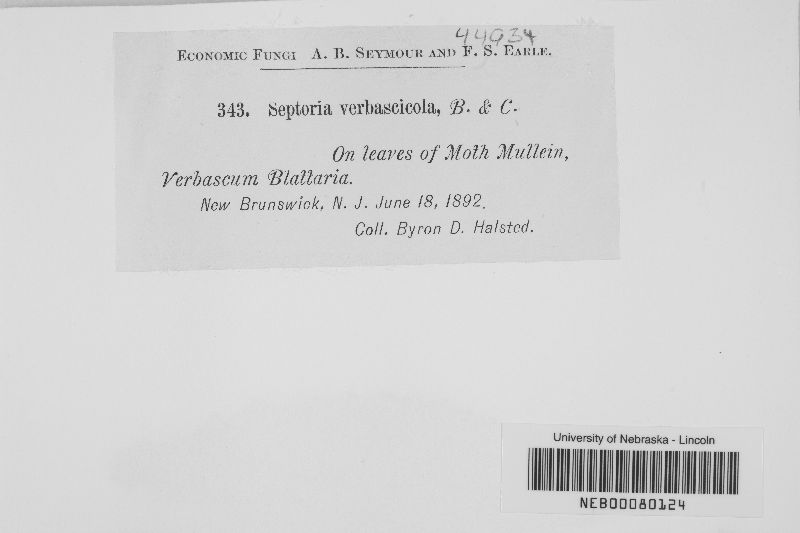 44934
ECONOMIC FUNGI A. B. SEYMOUR AND F. S. EARLE.
343. Septoria verbascicola, B. & C.
On leaves of Moth Mullein,
Verbascum Blattaria.
New Brunswick, N. J. June 18, 1892.
Coll. Byron D. Halsted.
University of Nebraska - Lincoln
NEB00080124